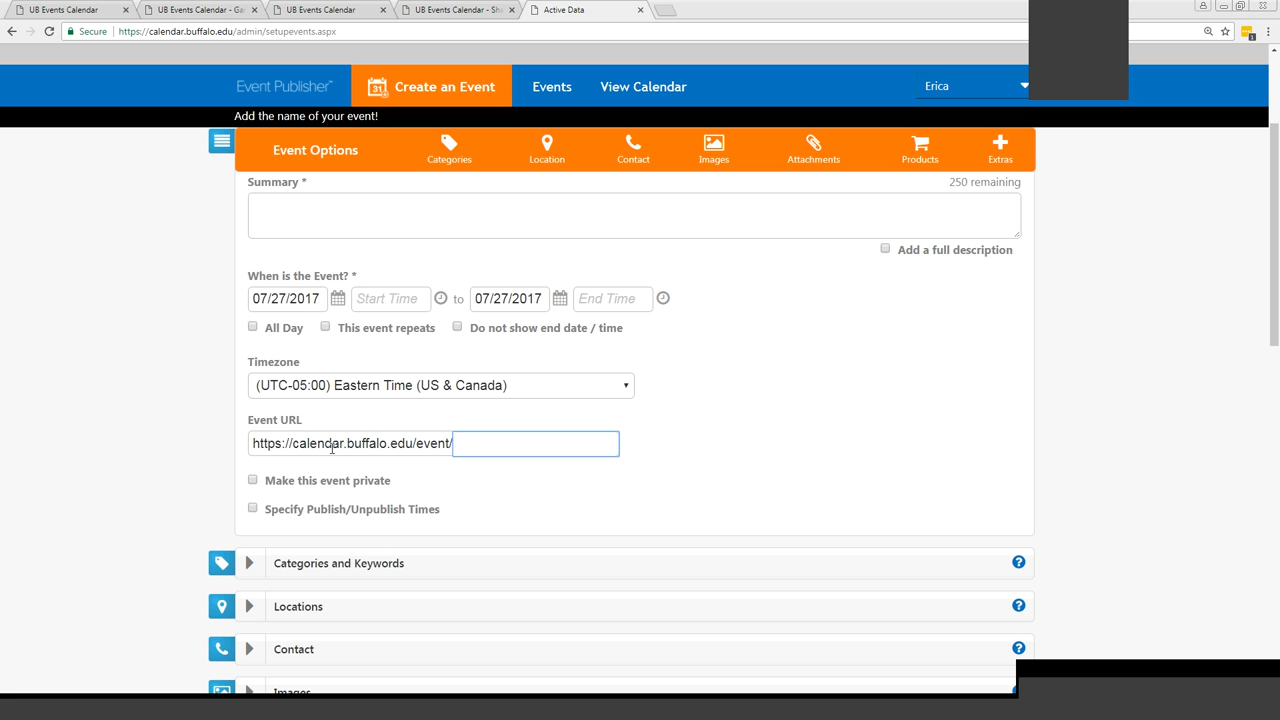 UB Events Calendar
UB Events Calendar - Ga
UB Events Calendar
UB Events Calendar - Sh
Active Data
Secure
https://calendar.buffalo.edu/admin/setupevents.aspx
Event Publisher™
Create an Event
Events
View Calendar
Erica
Add the name of your event!
Event Options
Categories
Location
Contact
Images
Attachments
Products
Extras
Summary *
250 remaining
Add a full description
When is the Event? *
07/27/2017 Start Time to 07/27/2017 End Time
All Day
This event repeats
Do not show end date / time
Timezone
(UTC-05:00) Eastern Time (US & Canada)
Event URL
https://calendar.buffalo.edu/event/
Make this event private
Specify Publish/Unpublish Times
Categories and Keywords
Locations
Contact
Images